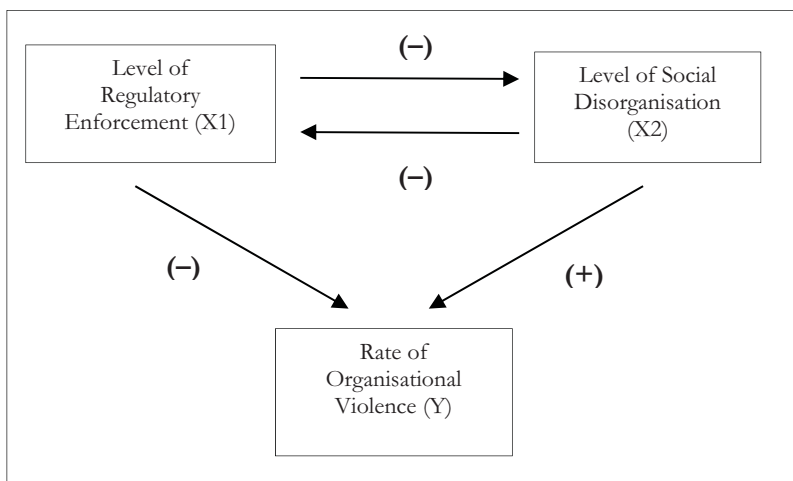 (–)
Level of
Regulatory
Enforcement (X1)
Level of Social
Disorganisation
(X2)
(–)
(–)
(+)
Rate of
Organisational
Violence (Y)